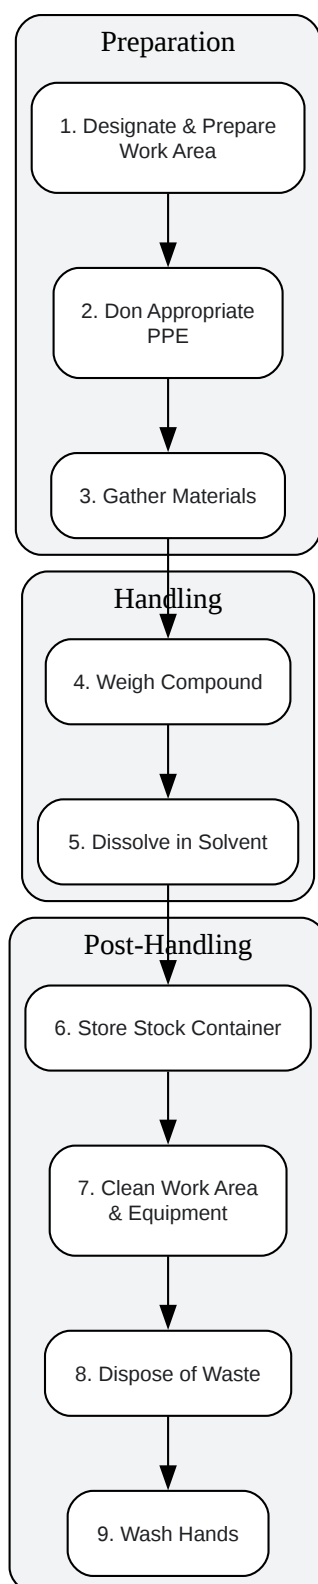 Preparation
1. Designate & Prepare
Work Area
2. Don Appropriate
PPE
3. Gather Materials
Handling
4. Weigh Compound
5. Dissolve in Solvent
Post-Handling
6. Store Stock Container
7. Clean Work Area
& Equipment
8. Dispose of Waste
9. Wash Hands